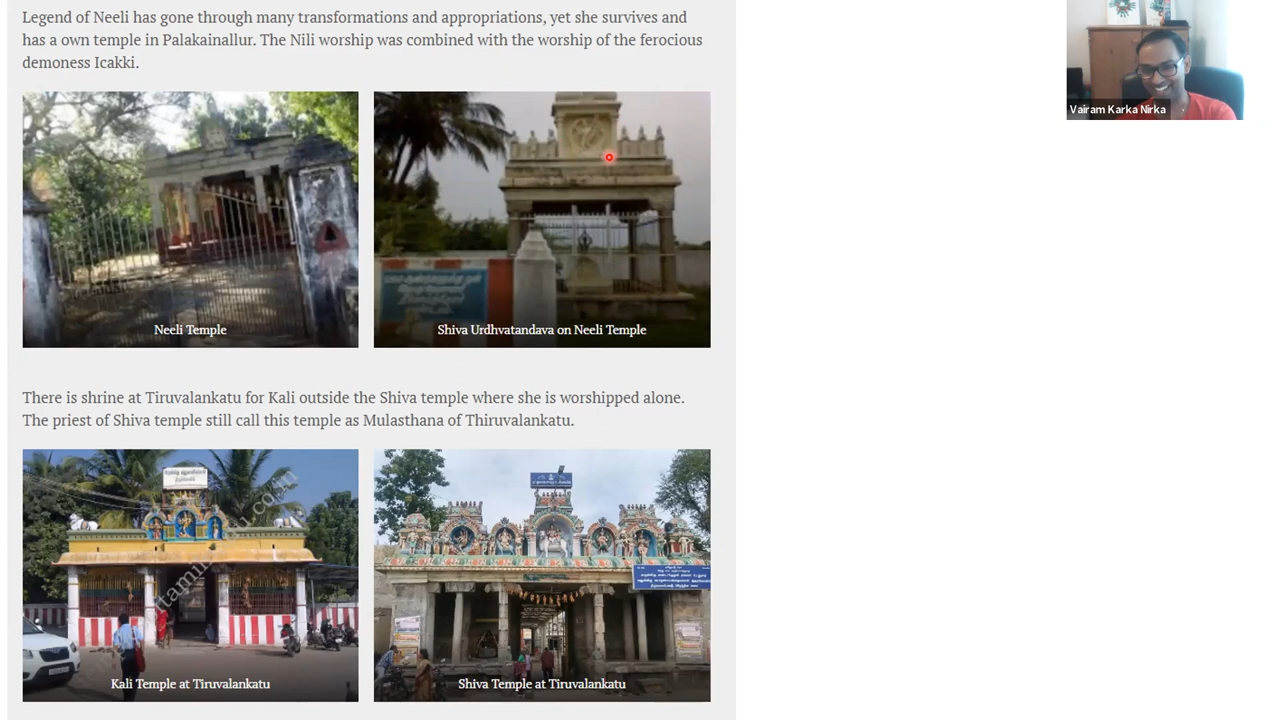 Legend of Neeli has gone through many transformations and appropriations, yet she survives and
has a own temple in Palakainallur. The Nili worship was combined with the worship of the ferocious
demoness Icakki.
Vairam Karka Nirka
Neeli Temple
Shiva Urdhvatandava on Neeli Temple
There is shrine at Tiruvalankatu for Kali outside the Shiva temple where she is worshipped alone.
The priest of Shiva temple still call this temple as Mulasthana of Thiruvalankatu.
Kali Temple at Tiruvalankatu
Shiva Temple at Tiruvalankatu